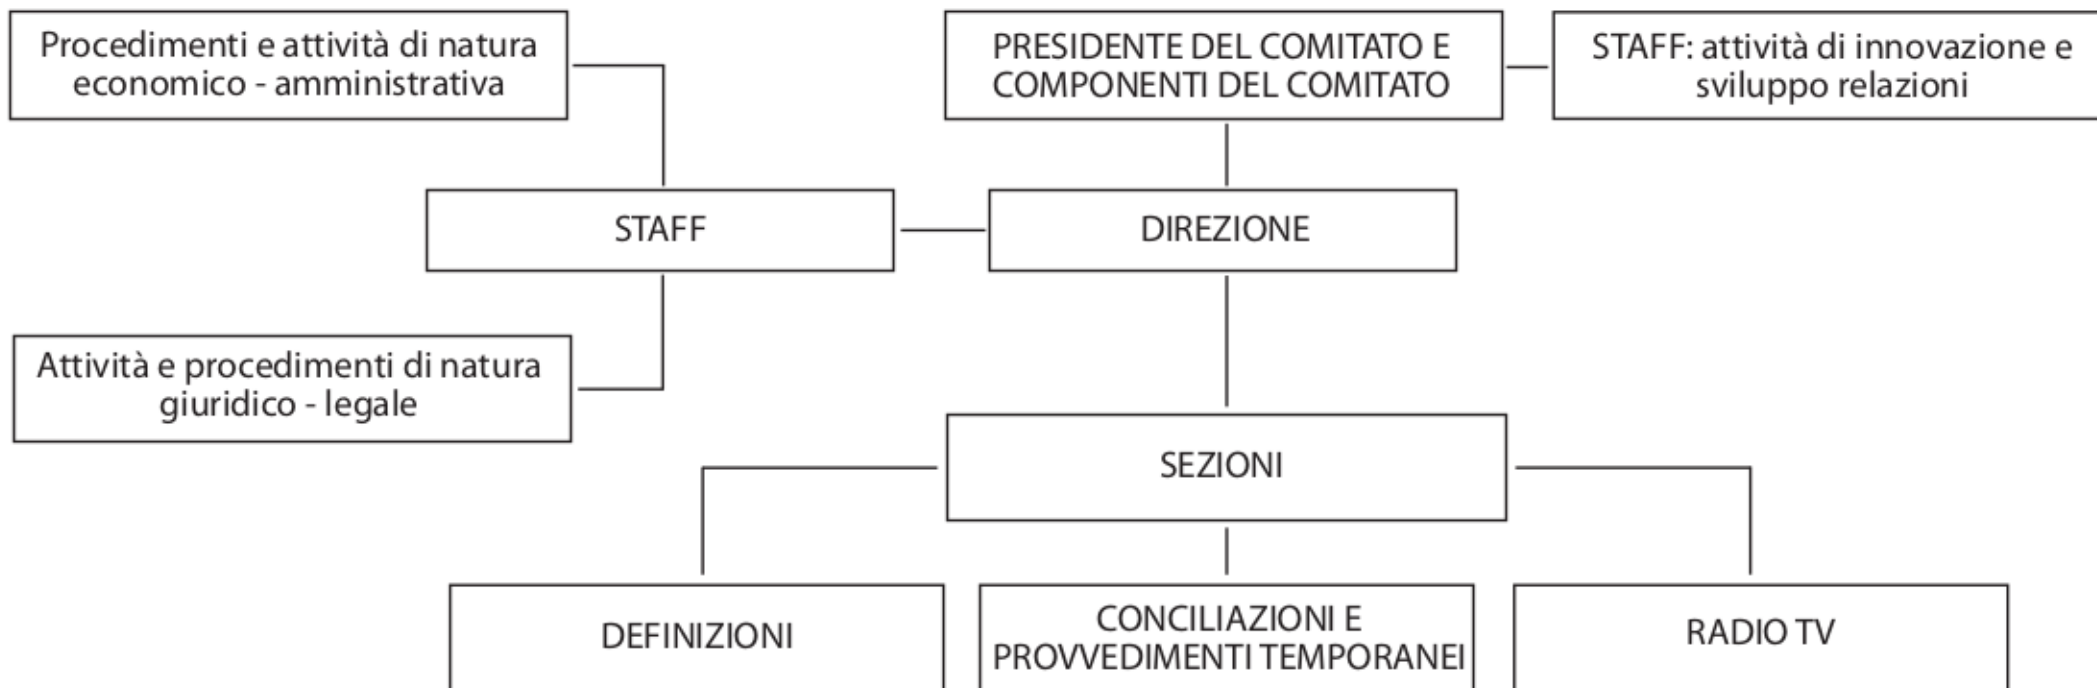 Procedimenti e attività di natura
economico - amministrativa
PRESIDENTE DEL COMITATO E
COMPONENTI DEL COMITATO
STAFF: attività di innovazione e
sviluppo relazioni
STAFF
DIREZIONE
Attività e procedimenti di natura
giuridico - legale
SEZIONI
DEFINIZIONI
CONCILIAZIONI E
PROVVEDIMENTI TEMPORANEI
RADIO TV